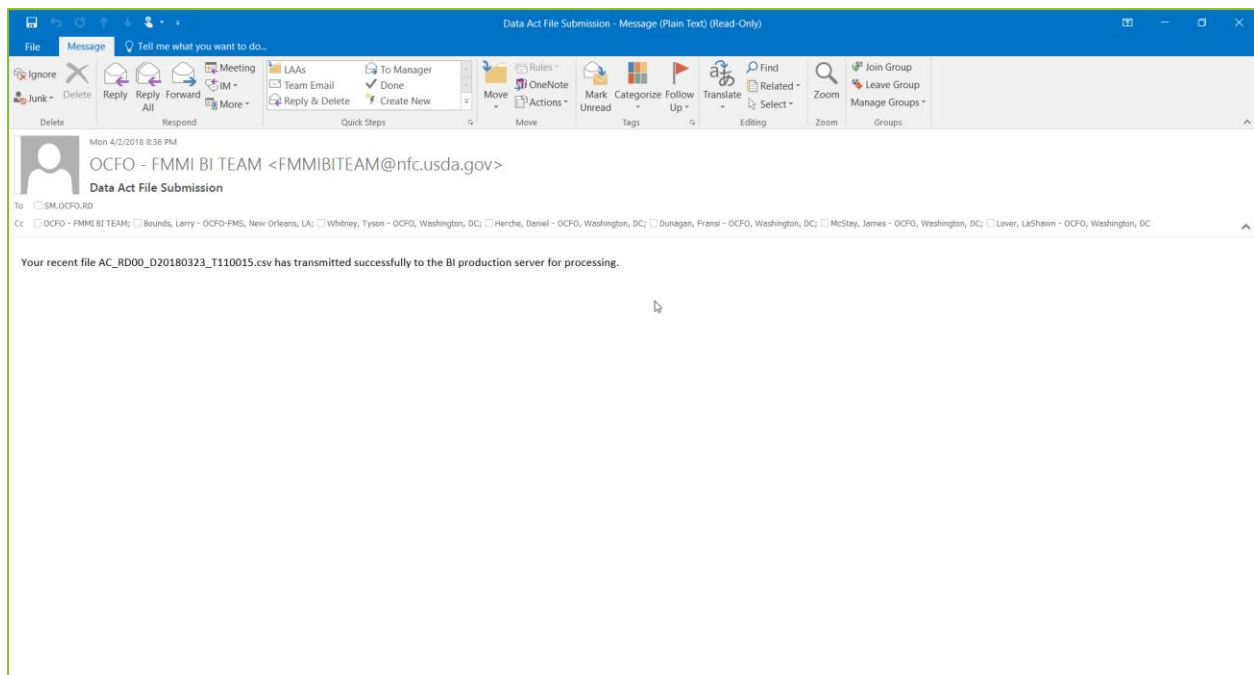 Data Act File Submission - Message (Plain Text) (Read-Only)
File Message Tell me what you want to do...
Ignore
Junk
Delete
Reply
Reply All
Forward
Meeting
IM
More
LAAs
Team Email
Reply & Delete
To Manager
Done
Create New
Move
Rules
OneNote
Actions
Mark Unread
Categorize
Follow Up
Translate
Find
Related
Select
Zoom
Join Group
Leave Group
Manage Groups
Delete Respond Quick Steps Move Tags Editing Zoom Groups
Mon 4/2/2018 8:36 PM
OCFO - FMMI BI TEAM <FMMIBITEAM@nfc.usda.gov>
Data Act File Submission
To SM.OCFO.RD
Cc OCFO - FMMI BI TEAM; Bounds, Larry - OCFO-FMS, New Orleans, LA; Whitney, Tyson - OCFO, Washington, DC; Herche, Daniel - OCFO, Washington, DC; Dunagan, Fransi - OCFO, Washington, DC; McStay, James - OCFO, Washington, DC; Lover, LaShawn - OCFO, Washington, DC
Your recent file AC_RD00_D20180323_T110015.csv has transmitted successfully to the BI production server for processing.